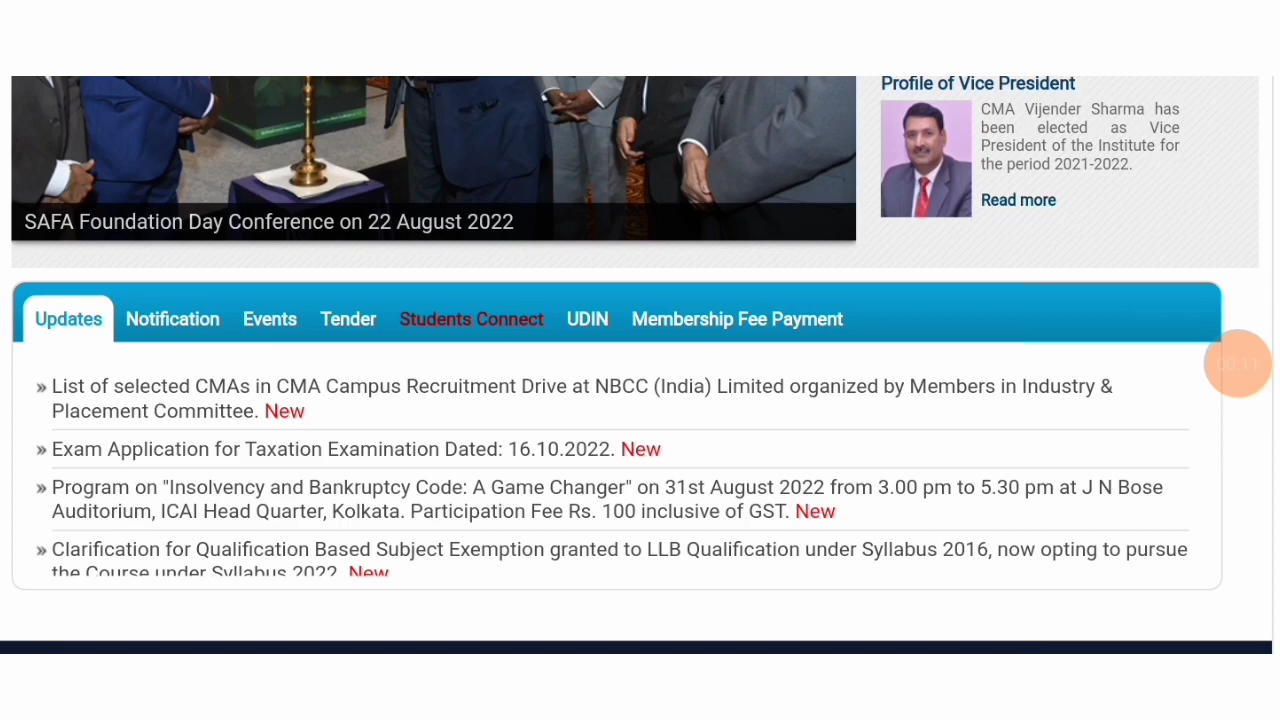 Profile of Vice President
CMA Vijender Sharma has
been elected as Vice
President of the Institute for
the period 2021-2022.
Read more
SAFA Foundation Day Conference on 22 August 2022
Updates Notification Events Tender Students Connect UDIN Membership Fee Payment
» List of selected CMAs in CMA Campus Recruitment Drive at NBCC (India) Limited organized by Members in Industry &
Placement Committee. New
» Exam Application for Taxation Examination Dated: 16.10.2022. New
» Program on "Insolvency and Bankruptcy Code: A Game Changer" on 31st August 2022 from 3.00 pm to 5.30 pm at J N Bose
Auditorium, ICAI Head Quarter, Kolkata. Participation Fee Rs. 100 inclusive of GST. New
» Clarification for Qualification Based Subject Exemption granted to LLB Qualification under Syllabus 2016, now opting to pursue
the Course under Syllabus 2022. New
00:11